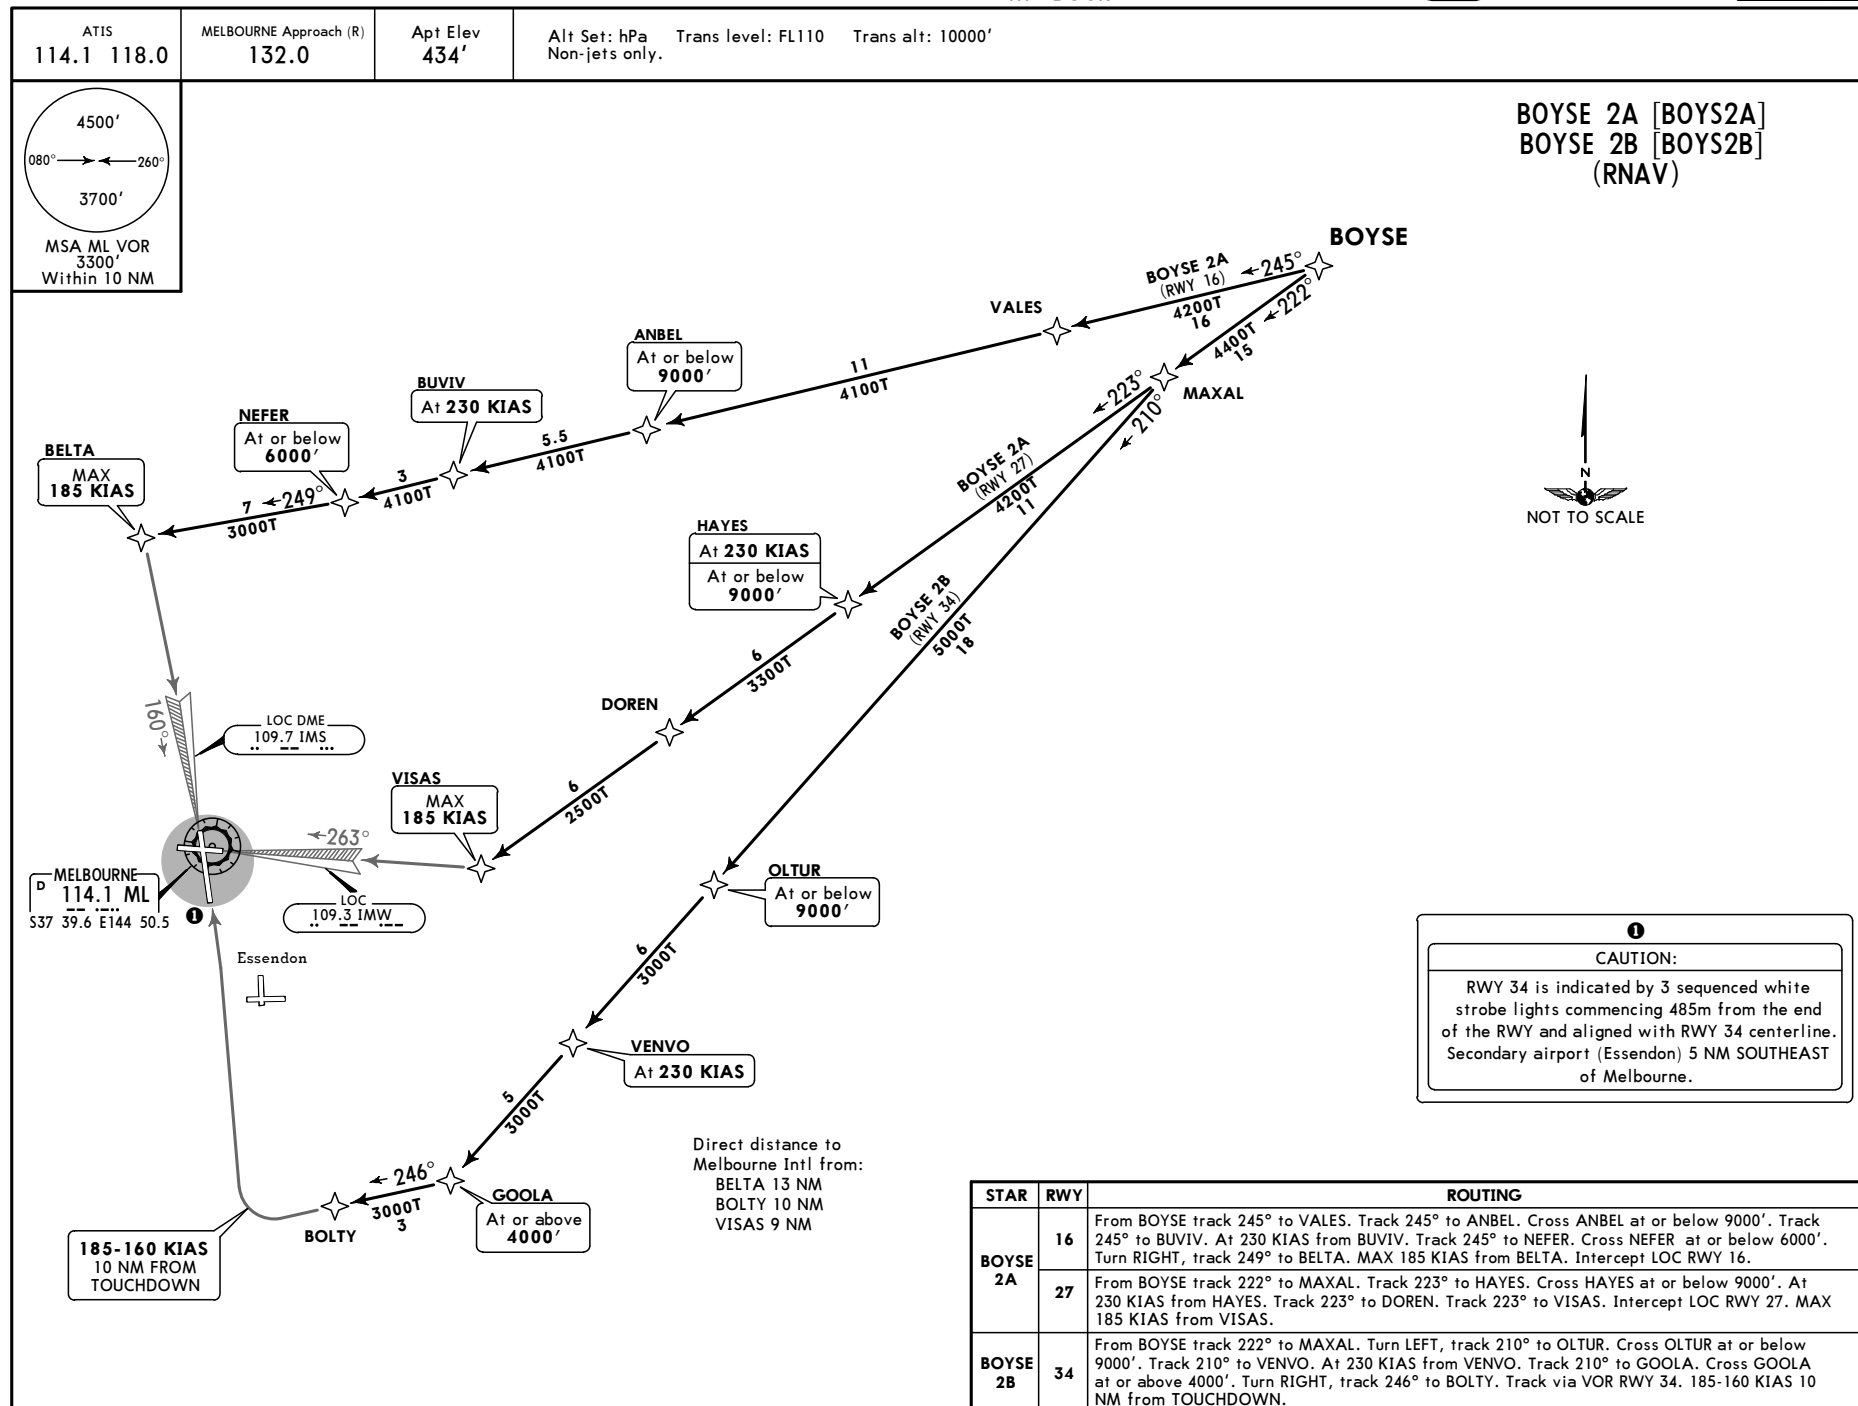 ATIS
114.1 118.0
MELBOURNE Approach (R)
132.0
Apt Elev
434'
Alt Set: hPa Trans level: FL110 Trans alt: 10000'
Non-jets only.
4500'
080° 260°
3700'
MSA ML VOR
3300'
Within 10 NM
BOYSE 2A [BOYS2A]
BOYSE 2B [BOYS2B]
(RNAV)
BOYSE
245°
BOYSE 2A
(RWY 16)
4200T
16
222°
4400T
15
VALES
MAXAL
11
4100T
ANBEL
At or below
9000'
5.5
4100T
BUVIV
At 230 KIAS
3
4100T
NEFER
At or below
6000'
249°
7
3000T
BELTA
MAX
185 KIAS
223°
210°
BOYSE 2A
(RWY 27)
4200T
11
HAYES
At 230 KIAS
At or below
9000'
BOYSE 2B
(RWY 34)
5000T
18
N
NOT TO SCALE
6
3300T
DOREN
6
2500T
VISAS
MAX
185 KIAS
160°
LOC DME
109.7 IMS
263°
LOC
109.3 IMW
MELBOURNE
D 114.1 ML
S37 39.6 E144 50.5
1
Essendon
OLTUR
At or below
9000'
6
3000T
VENVO
At 230 KIAS
5
3000T
GOOLA
At or above
4000'
246°
3000T
3
BOLTY
185-160 KIAS
10 NM FROM
TOUCHDOWN
Direct distance to
Melbourne Intl from:
BELTA 13 NM
BOLTY 10 NM
VISAS 9 NM
1
CAUTION:
RWY 34 is indicated by 3 sequenced white
strobe lights commencing 485m from the end
of the RWY and aligned with RWY 34 centerline.
Secondary airport (Essendon) 5 NM SOUTHEAST
of Melbourne.
STAR RWY ROUTING
BOYSE
2A
16
From BOYSE track 245° to VALES. Track 245° to ANBEL. Cross ANBEL at or below 9000'. Track
245° to BUVIV. At 230 KIAS from BUVIV. Track 245° to NEFER. Cross NEFER at or below 6000'.
Turn RIGHT, track 249° to BELTA. MAX 185 KIAS from BELTA. Intercept LOC RWY 16.
27
From BOYSE track 222° to MAXAL. Track 223° to HAYES. Cross HAYES at or below 9000'. At
230 KIAS from HAYES. Track 223° to DOREN. Track 223° to VISAS. Intercept LOC RWY 27. MAX
185 KIAS from VISAS.
BOYSE
2B
34
From BOYSE track 222° to MAXAL. Turn LEFT, track 210° to OLTUR. Cross OLTUR at or below
9000'. Track 210° to VENVO. At 230 KIAS from VENVO. Track 210° to GOOLA. Cross GOOLA
at or above 4000'. Turn RIGHT, track 246° to BOLTY. Track via VOR RWY 34. 185-160 KIAS 10
NM from TOUCHDOWN.